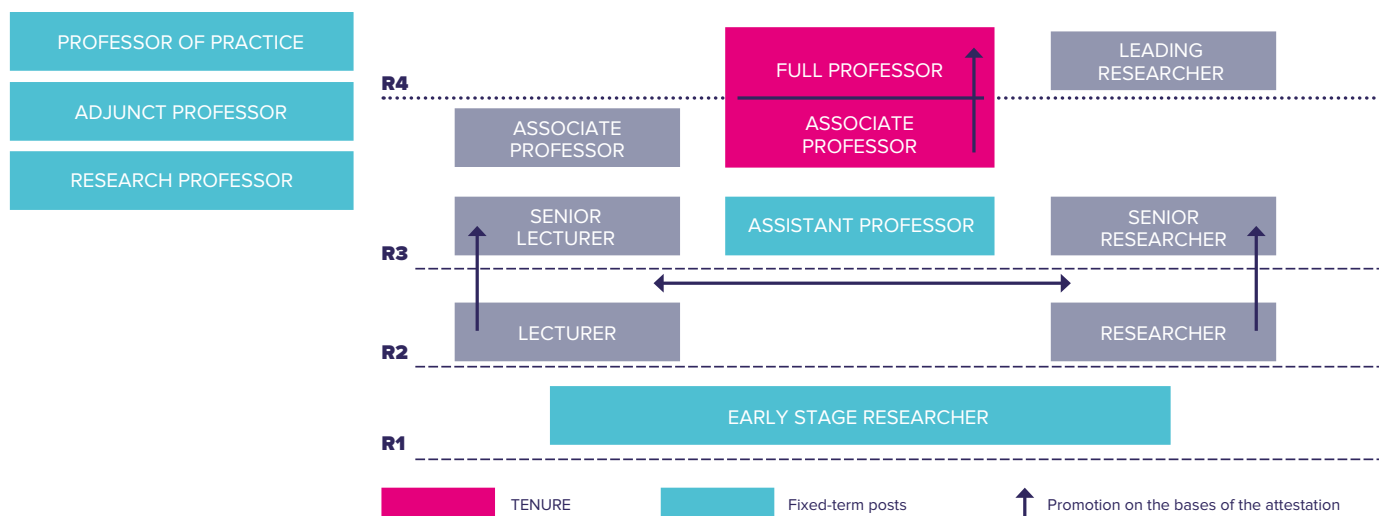 PROFESSOR OF PRACTICE
ADJUNCT PROFESSOR
RESEARCH PROFESSOR
R4
FULL PROFESSOR
LEADING
RESEARCHER
ASSOCIATE
PROFESSOR
ASSOCIATE
PROFESSOR
R3
SENIOR
LECTURER
ASSISTANT PROFESSOR
SENIOR
RESEARCHER
R2
LECTURER
RESEARCHER
R1
EARLY STAGE RESEARCHER
TENURE
Fixed-term posts
Promotion on the bases of the attestation